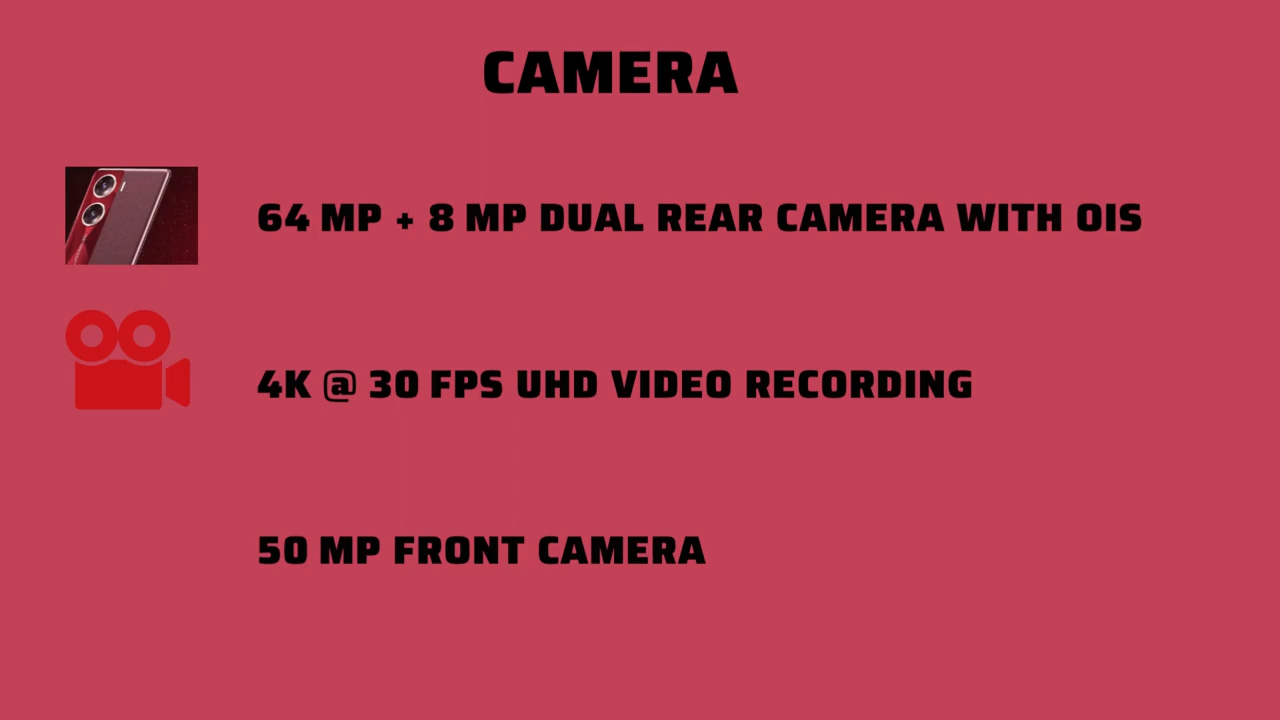 CAMERA
64 MP + 8 MP DUAL REAR CAMERA WITH OIS
4K @ 30 FPS UHD VIDEO RECORDING
50 MP FRONT CAMERA